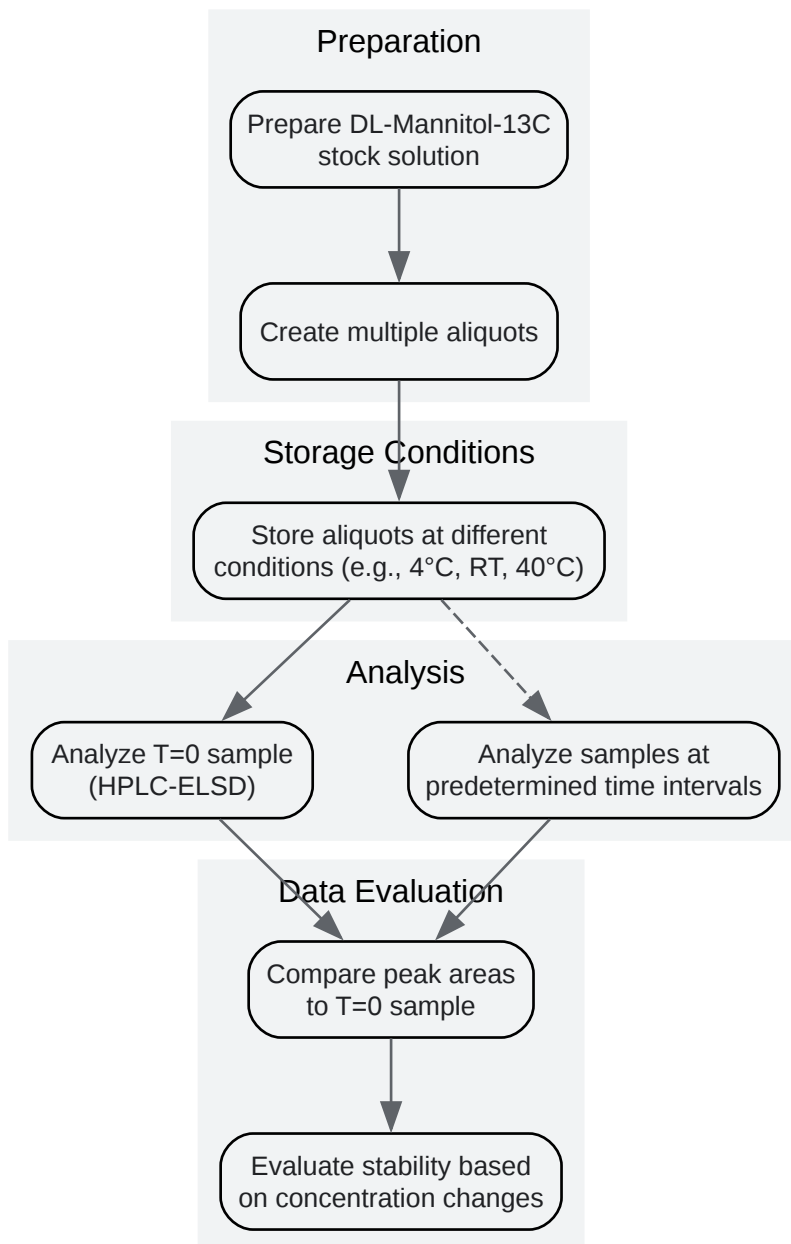 Preparation
Prepare DL-Mannitol-13C
stock solution
Create multiple aliquots
Storage Conditions
Store aliquots at different
conditions (e.g., 4°C, RT, 40°C)
Analysis
Analyze T=0 sample
(HPLC-ELSD)
Analyze samples at
predetermined time intervals
Data Evaluation
Compare peak areas
to T=0 sample
Evaluate stability based
on concentration changes